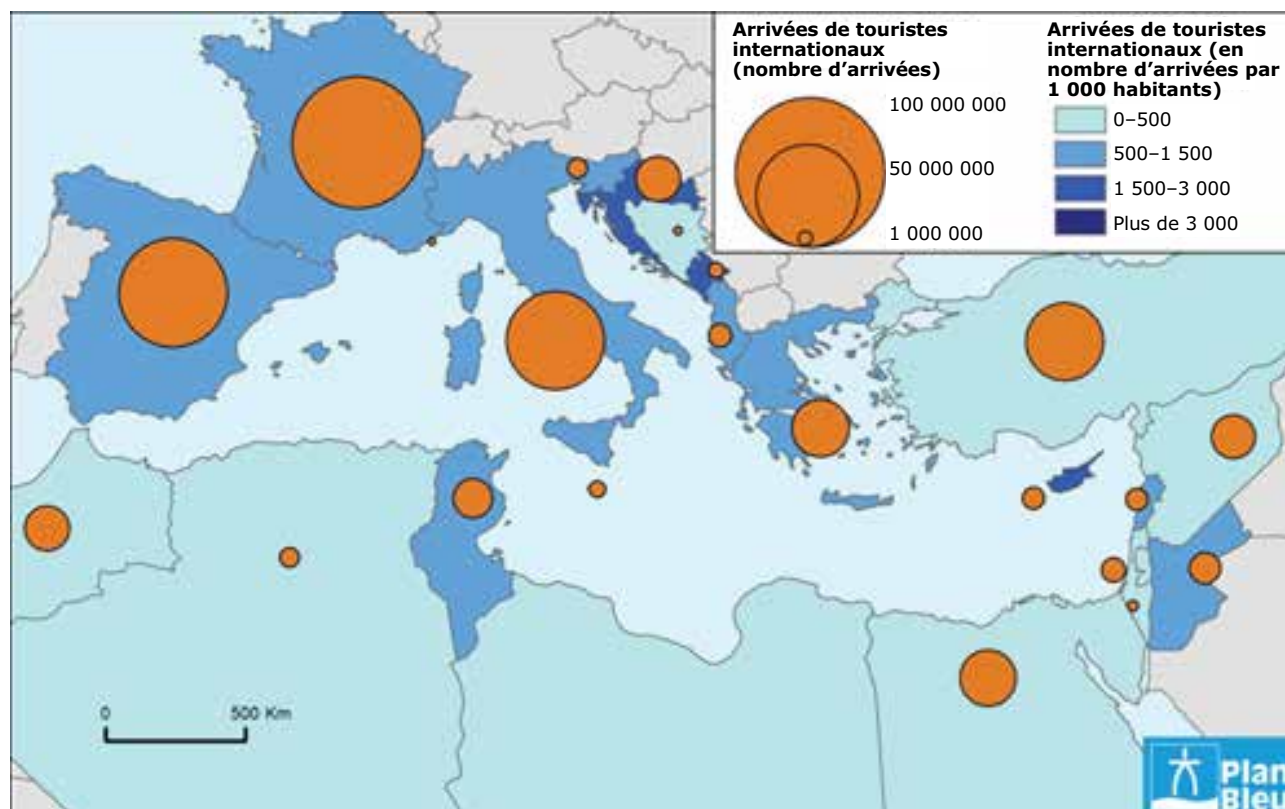 Arrivées de touristes
internationaux
(nombre d'arrivées)
100 000 000
50 000 000
1 000 000
Arrivées de touristes
internationaux (en
nombre d'arrivées par
1 000 habitants)
0–500
500–1 500
1 500–3 000
Plus de 3 000
0 500 Km
Plan
Bleu